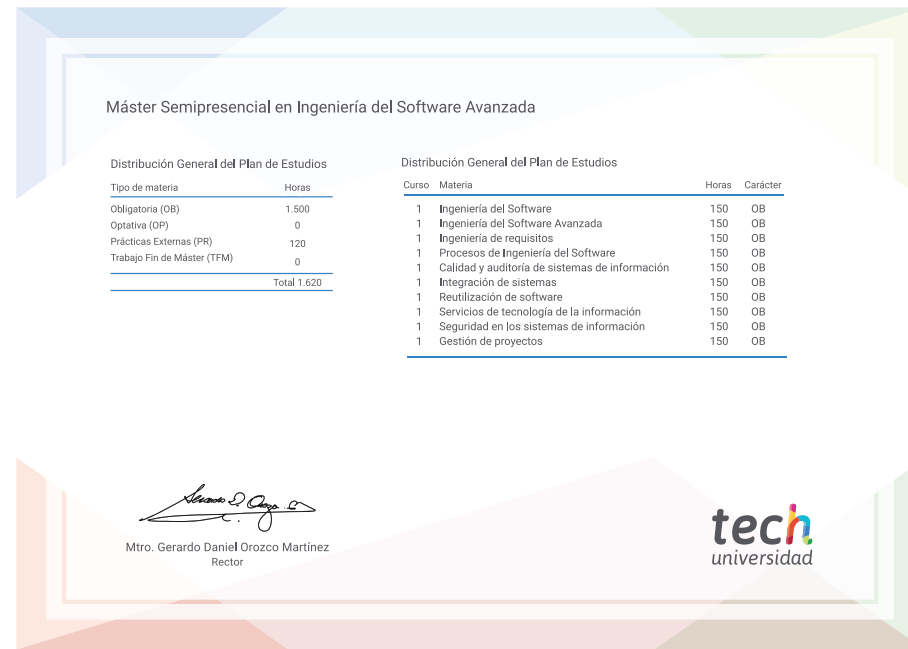 Máster Semipresencial en Ingeniería del Software Avanzada
Distribución General del Plan de Estudios
Tipo de materia Horas
Obligatoria (OB) 1.500
Optativa (OP) 0
Prácticas Externas (PR) 120
Trabajo Fin de Máster (TFM) 0
Total 1.620
Distribución General del Plan de Estudios
Curso Materia Horas Carácter
1 Ingeniería del Software 150 OB
1 Ingeniería del Software Avanzada 150 OB
1 Ingeniería de requisitos 150 OB
1 Procesos de Ingeniería del Software 150 OB
1 Calidad y auditoría de sistemas de información 150 OB
1 Integración de sistemas 150 OB
1 Reutilización de software 150 OB
1 Servicios de tecnología de la información 150 OB
1 Seguridad en los sistemas de información 150 OB
1 Gestión de proyectos 150 OB
Mtro. Gerardo Daniel Orozco Martínez
Rector
tech
universidad